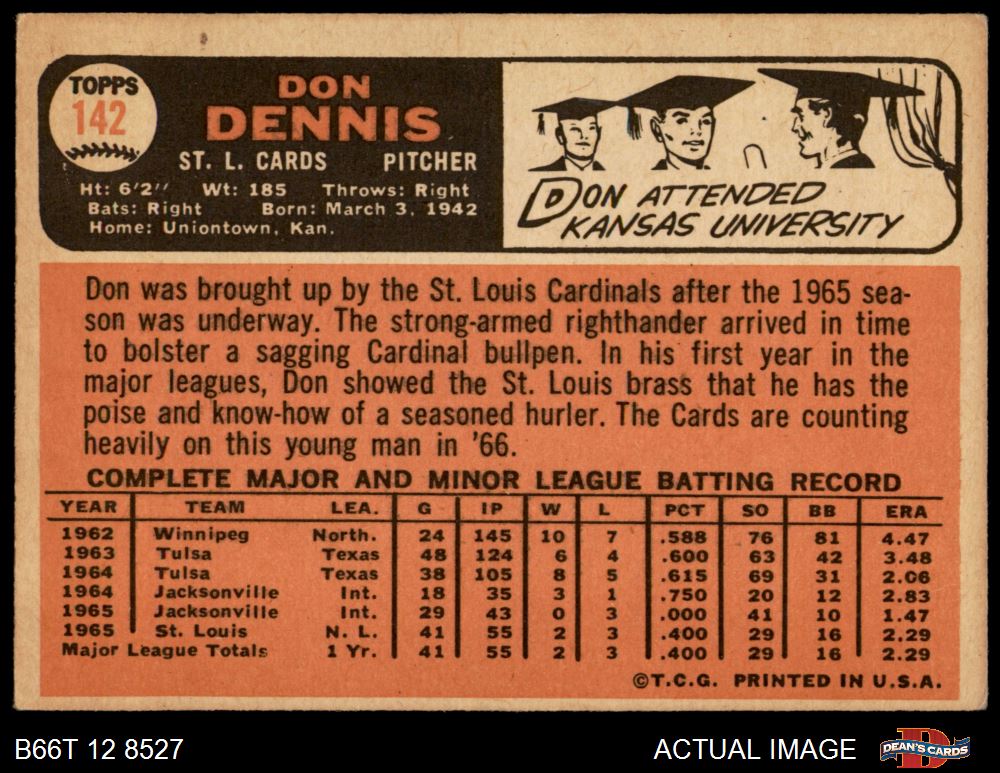 TOPPS
142
DON
DENNIS
ST. L. CARDS PITCHER
Ht: 6'2" Wt: 185 Throws: Right
Bats: Right Born: March 3, 1942
Home: Uniontown, Kan.
DON ATTENDED
KANSAS UNIVERSITY
Don was brought up by the St. Louis Cardinals after the 1965 sea-
son was underway. The strong-armed righthander arrived in time
to bolster a sagging Cardinal bullpen. In his first year in the
major leagues, Don showed the St. Louis brass that he has the
poise and know-how of a seasoned hurler. The Cards are counting
heavily on this young man in '66.
COMPLETE MAJOR AND MINOR LEAGUE BATTING RECORD
YEAR TEAM LEA. G IP W L PCT SO BB ERA
1962 Winnipeg North. 24 145 10 7 .588 76 81 4.47
1963 Tulsa Texas 48 124 6 4 .600 63 42 3.48
1964 Tulsa Texas 38 105 8 5 .615 69 31 2.06
1964 Jacksonville Int. 18 35 3 1 .750 20 12 2.83
1965 Jacksonville Int. 29 43 0 3 .000 41 10 1.47
1965 St. Louis N. L. 41 55 2 3 .400 29 16 2.29
Major League Totals 1 Yr. 41 55 2 3 .400 29 16 2.29
©T.C.G. PRINTED IN U.S.A.
B66T 12 8527 ACTUAL IMAGE DEAN'S CARDS